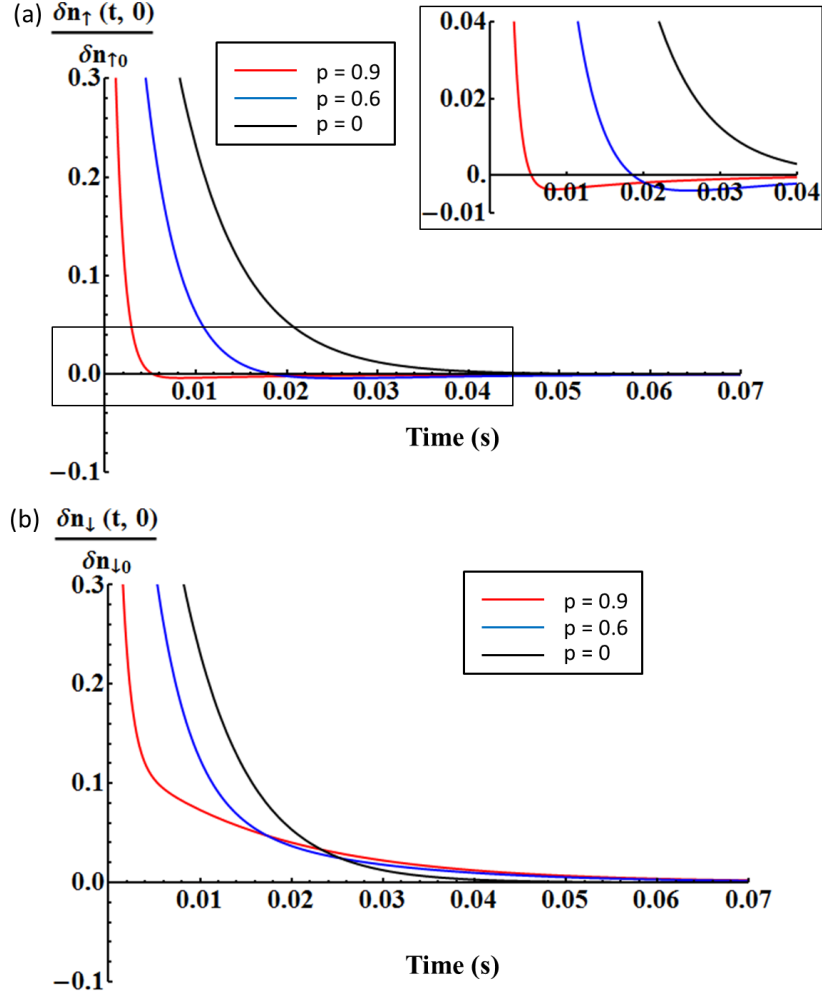 (a)
δn↑ (t, 0)
δn↑0
0.3
0.2
0.1
0.0
−0.1
p = 0.9
p = 0.6
p = 0
0.04
0.02
0.
−0.01
0.01 0.02 0.03 0.04
0.01 0.02 0.03 0.04 0.05 0.06 0.07
Time (s)
(b)
δn↓ (t, 0)
δn↓0
0.3
0.2
0.1
0.0
−0.1
p = 0.9
p = 0.6
p = 0
0.01 0.02 0.03 0.04 0.05 0.06 0.07
Time (s)